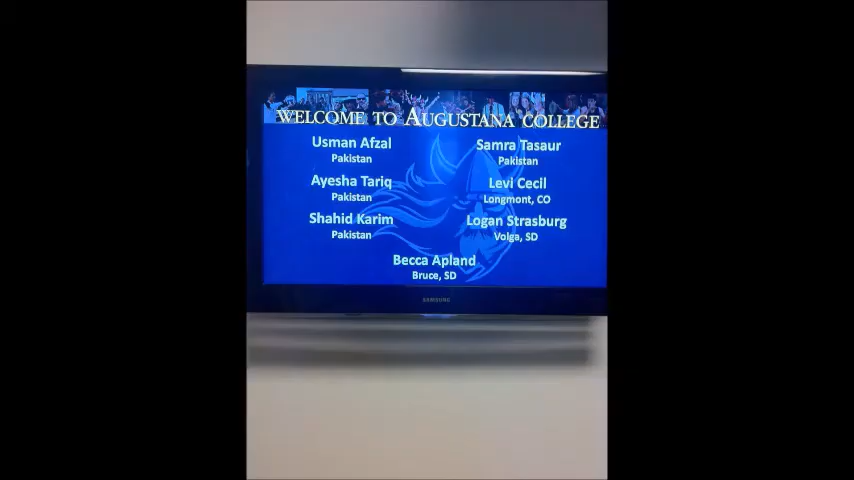 WELCOME TO AUGUSTANA COLLEGE
Usman Afzal
Pakistan
Samra Tasaur
Pakistan
Ayesha Tariq
Pakistan
Levi Cecil
Longmont, CO
Shahid Karim
Pakistan
Logan Strasburg
Volga, SD
Becca Apland
Bruce, SD
SAMSUNG